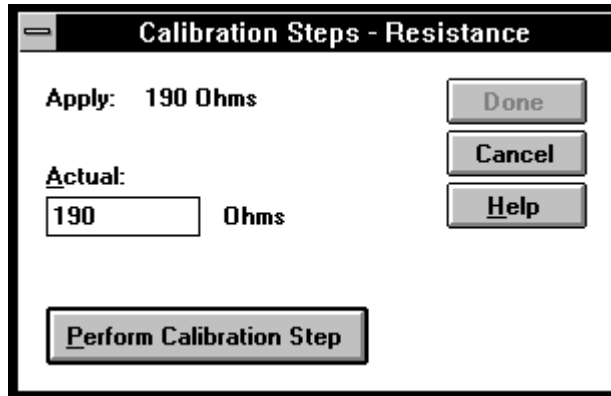 Calibration Steps - Resistance
Apply: 190 Ohms
Done
Cancel
Actual:
Help
190 Ohms
Perform Calibration Step